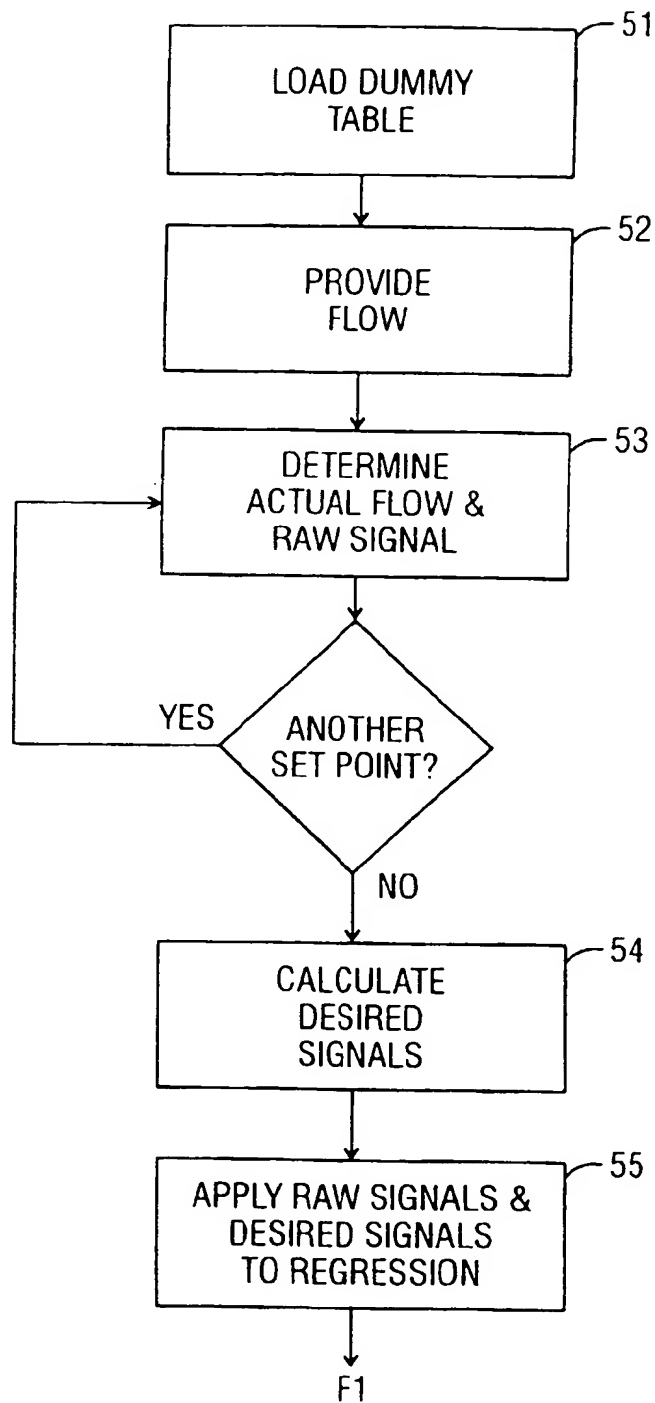 51
LOAD DUMMY
TABLE
52
PROVIDE
FLOW
53
DETERMINE
ACTUAL FLOW &
RAW SIGNAL
YES
ANOTHER
SET POINT?
NO
54
CALCULATE
DESIRED
SIGNALS
55
APPLY RAW SIGNALS &
DESIRED SIGNALS
TO REGRESSION
F1